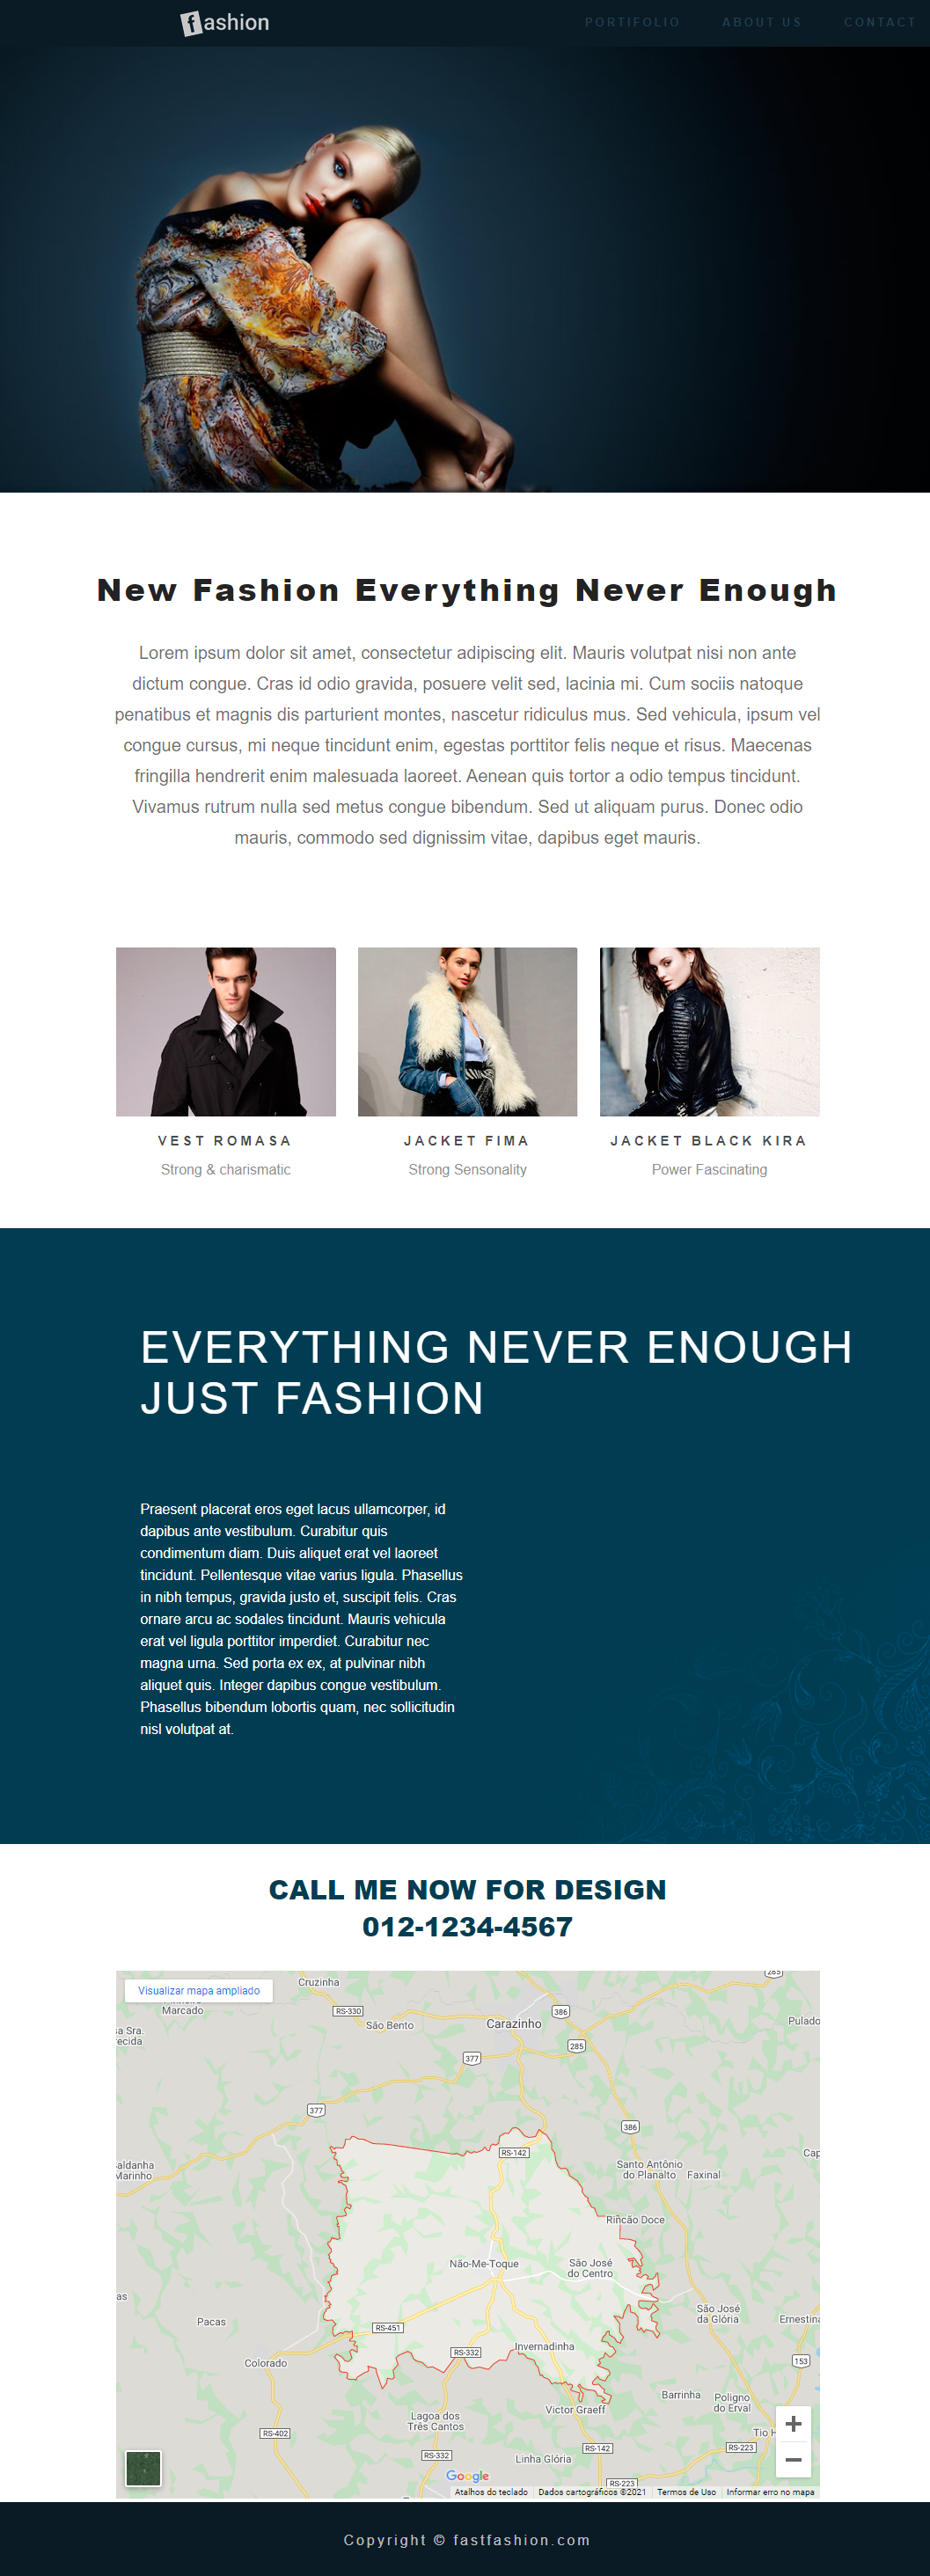 fashion
PORTIFOLIO ABOUT US CONTACT
New Fashion Everything Never Enough
Lorem ipsum dolor sit amet, consectetur adipiscing elit. Mauris volutpat nisi non ante
dictum congue. Cras id odio gravida, posuere velit sed, lacinia mi. Cum sociis natoque
penatibus et magnis dis parturient montes, nascetur ridiculus mus. Sed vehicula, ipsum vel
congue cursus, mi neque tincidunt enim, egestas porttitor felis neque et risus. Maecenas
fringilla hendrerit enim malesuada laoreet. Aenean quis tortor a odio tempus tincidunt.
Vivamus rutrum nulla sed metus congue bibendum. Sed ut aliquam purus. Donec odio
mauris, commodo sed dignissim vitae, dapibus eget mauris.
VEST ROMASA
Strong & charismatic
JACKET FIMA
Strong Sensonality
JACKET BLACK KIRA
Power Fascinating
EVERYTHING NEVER ENOUGH
JUST FASHION
Praesent placerat eros eget lacus ullamcorper, id
dapibus ante vestibulum. Curabitur quis
condimentum diam. Duis aliquet erat vel laoreet
tincidunt. Pellentesque vitae varius ligula. Phasellus
in nibh tempus, gravida justo et, suscipit felis. Cras
ornare arcu ac sodales tincidunt. Mauris vehicula
erat vel ligula porttitor imperdiet. Curabitur nec
magna urna. Sed porta ex ex, at pulvinar nibh
aliquet quis. Integer dapibus congue vestibulum.
Phasellus bibendum lobortis quam, nec sollicitudin
nisl volutpat at.
CALL ME NOW FOR DESIGN
012-1234-4567
Visualizar mapa ampliado
Cruzinha
285
Marcado
RS-330
386
São Bento
Carazinho
Pulado
sa Sra.
recida
285
377
377
386
RS-142
Cap
Saldanha
Marinho
Santo Antônio
do Planalto
Faxinal
Rincão Doce
Não-Me-Toque
São José
do Centro
as
São José
da Glória
Ernestina
Pacas
RS-451
Invernadinha
RS-332
Colorado
153
Barrinha
Poligno
do Erval
Victor Graeff
Lagoa dos
Três Cantos
Tio H
RS-402
RS-142
RS-223
RS-332
Linha Glória
Google
RS-223
Atalhos do teclado
Dados cartográficos ©2021
Termos de Uso
Informar erro no mapa
Copyright © fastfashion.com